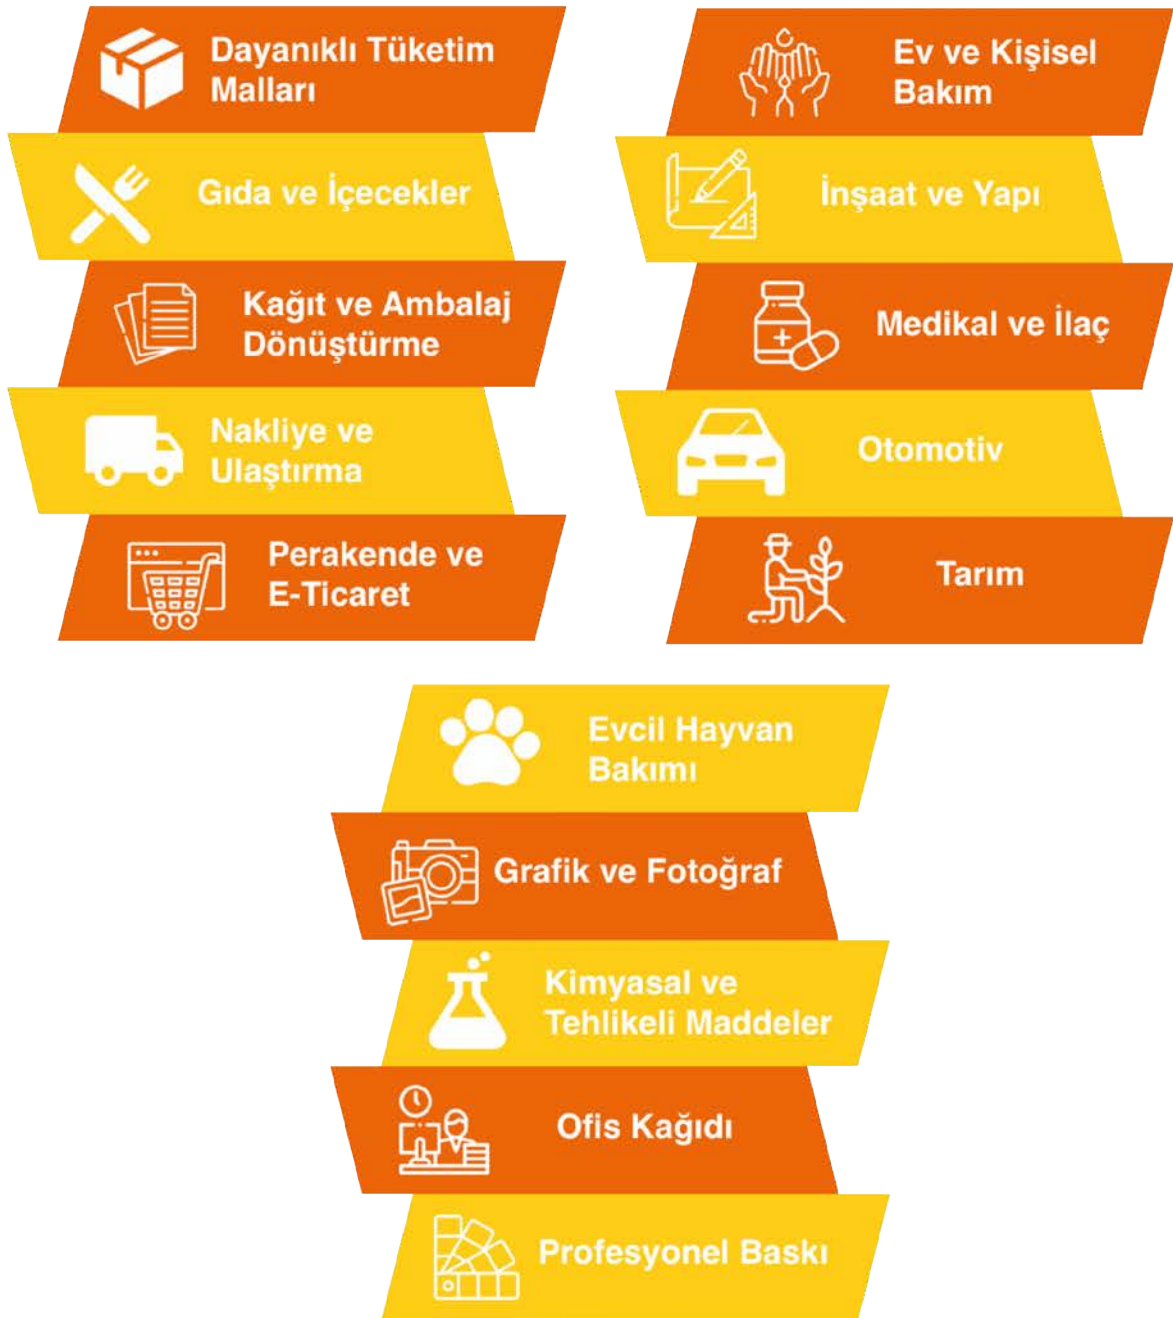 Dayanıklı Tüketim
Malları
Gıda ve İçecekler
Kağıt ve Ambalaj
Dönüştürme
Nakliye ve
Ulaştırma
Perakende ve
E-Ticaret
Ev ve Kişisel
Bakım
İnşaat ve Yapı
Medikal ve İlaç
Otomotiv
Tarım
Evcil Hayvan
Bakımı
Grafik ve Fotoğraf
Kimyasal ve
Tehlikeli Maddeler
Ofis Kağıdı
Profesyonel Baskı